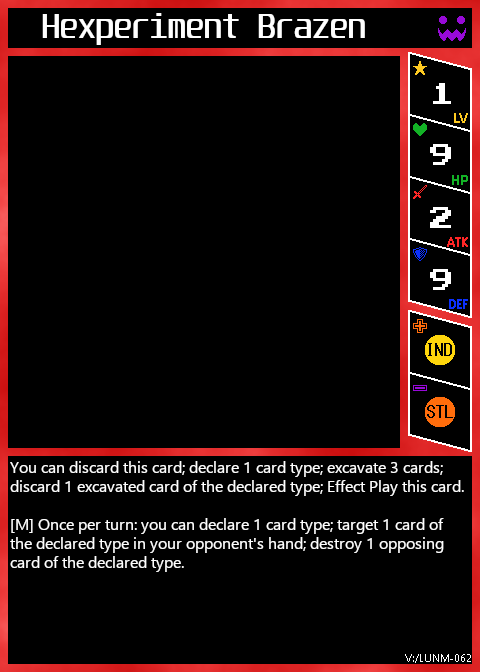 Hexperiment Brazen
1
LV
9
HP
2
ATK
9
DEF
IND
STL
You can discard this card; declare 1 card type; excavate 3 cards;
discard 1 excavated card of the declared type; Effect Play this card.
[M] Once per turn: you can declare 1 card type; target 1 card of
the declared type in your opponent's hand; destroy 1 opposing
card of the declared type.
V:/LUNM-062